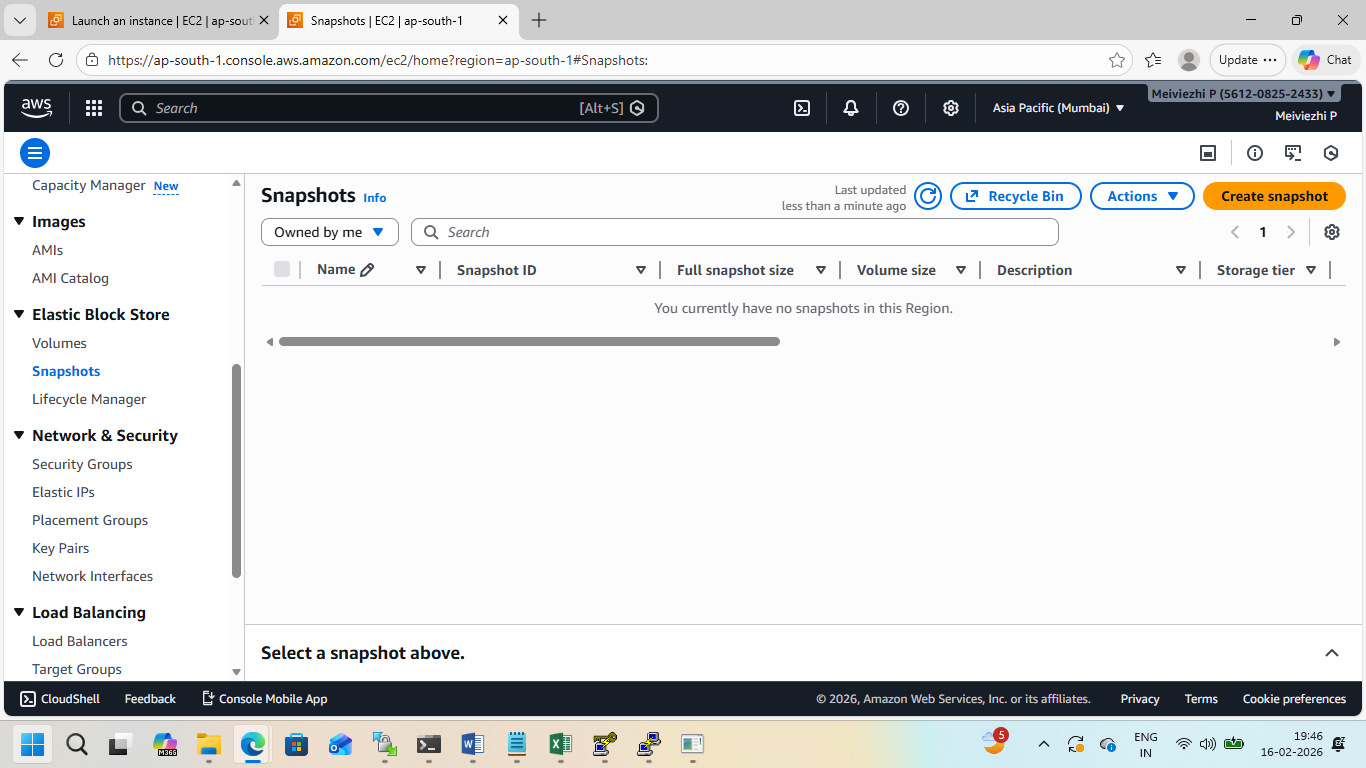 Launch an instance | EC2 | ap-sout
Snapshots | EC2 | ap-south-1
https://ap-south-1.console.aws.amazon.com/ec2/home?region=ap-south-1#Snapshots:
Update
Chat
aws
Search
[Alt+S]
Asia Pacific (Mumbai)
Meiviezhi P (5612-0825-2433)
Meiviezhi P
Capacity Manager New
Images
AMIs
AMI Catalog
Elastic Block Store
Volumes
Snapshots
Lifecycle Manager
Network & Security
Security Groups
Elastic IPs
Placement Groups
Key Pairs
Network Interfaces
Load Balancing
Load Balancers
Target Groups
Snapshots Info
Last updated
less than a minute ago
Recycle Bin
Actions
Create snapshot
Owned by me
Search
1
Name Snapshot ID Full snapshot size Volume size Description Storage tier
You currently have no snapshots in this Region.
Select a snapshot above.
CloudShell Feedback Console Mobile App © 2026, Amazon Web Services, Inc. or its affiliates. Privacy Terms Cookie preferences
M365
5
ENG
IN
19:46
16-02-2026